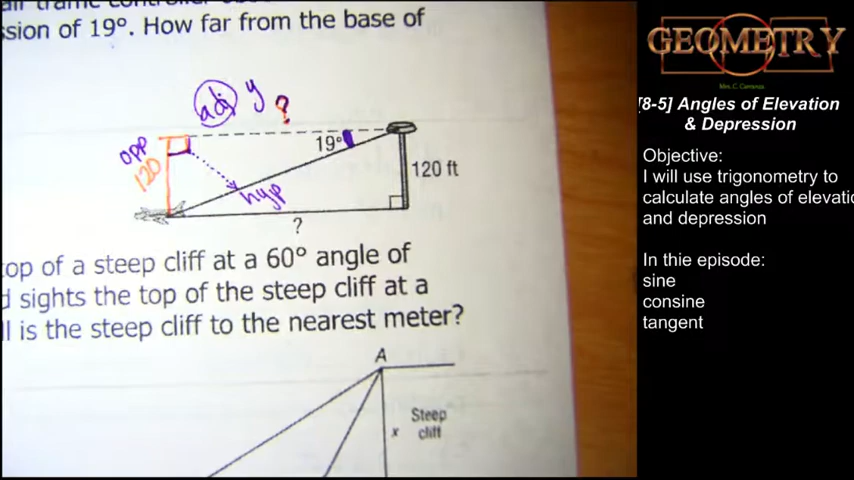 ssion of 19°. How far from the base of
adj y ?
opp
120
19°
hyp
120 ft
?
top of a steep cliff at a 60° angle of
d sights the top of the steep cliff at a
ll is the steep cliff to the nearest meter?
A
Steep
x cliff
GEOMETRY
[8-5] Angles of Elevation
& Depression
Objective:
I will use trigonometry to
calculate angles of elevatio
and depression
In thie episode:
sine
consine
tangent